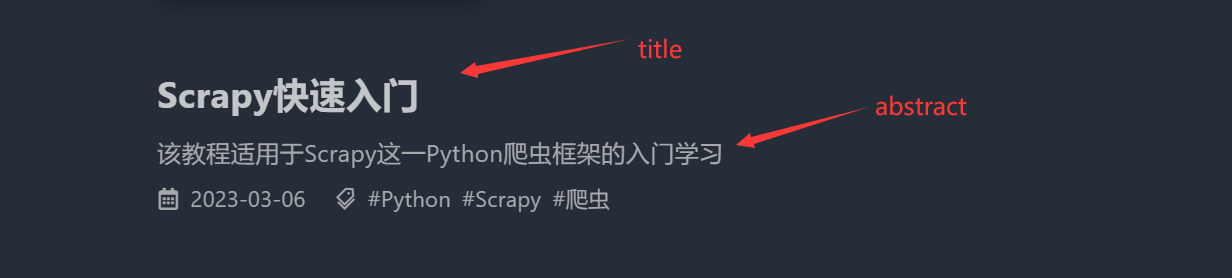 title
Scrapy快速入门
abstract
该教程适用于Scrapy这一Python爬虫框架的入门学习
2023-03-06 #Python #Scrapy #爬虫